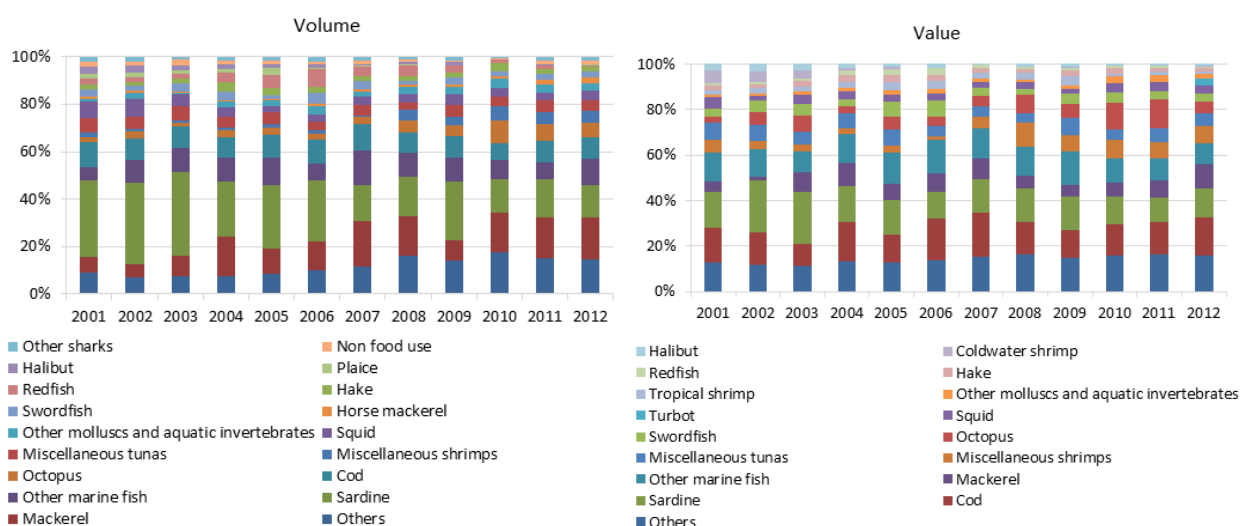 Volume
100%
80%
60%
40%
20%
0%
2001 2002 2003 2004 2005 2006 2007 2008 2009 2010 2011 2012
Other sharks Non food use
Halibut Plaice
Redfish Hake
Swordfish Horse mackerel
Other molluscs and aquatic invertebrates Squid
Miscellaneous tunas Miscellaneous shrimps
Octopus Cod
Other marine fish Sardine
Mackerel Others
Value
100%
80%
60%
40%
20%
0%
2001 2002 2003 2004 2005 2006 2007 2008 2009 2010 2011 2012
Halibut Coldwater shrimp
Redfish Hake
Tropical shrimp Other molluscs and aquatic invertebrates
Turbot Squid
Swordfish Octopus
Miscellaneous tunas Miscellaneous shrimps
Other marine fish Mackerel
Sardine Cod
Others